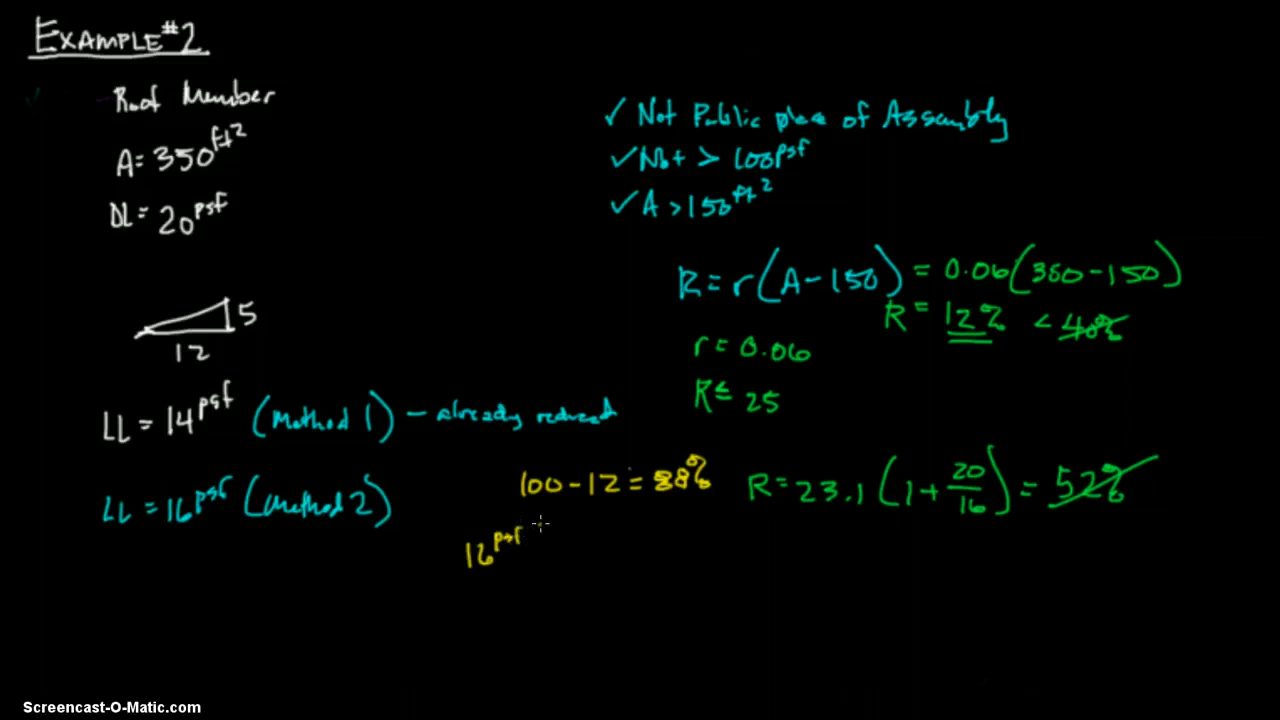 EXAMPLE #2
Roof Member
A = 350 ft²
DL = 20 psf
5
12
LL = 14 psf (Method 1) - already reduced
LL = 16 psf (Method 2)
✓ Not Public place of Assembly
✓ Not > 100 psf
✓ A > 150 ft²
R = r(A - 150) = 0.06(350 - 150)
R = 12% < 40%
r = 0.06
R ≤ 25
100 - 12 = 88%
R = 23.1 (1 + 20/16) = 52%
16 psf
Screencast-O-Matic.com